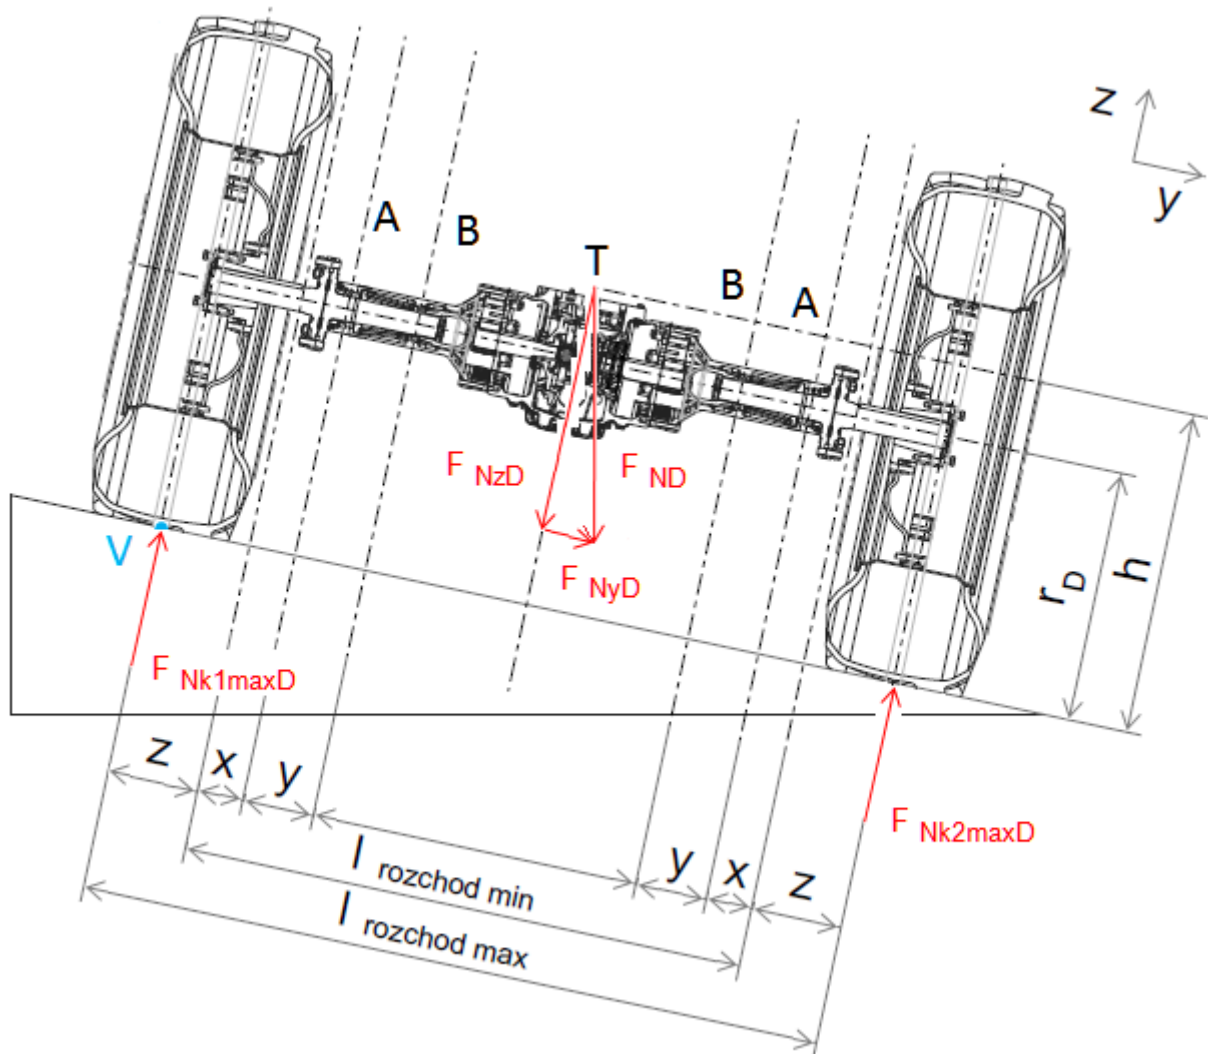 z
y
A
B
T
B
A
F NzD
F ND
V
F NyD
r D
h
F Nk1maxD
z
x
y
F Nk2maxD
l rozchod min
y
x
z
l rozchod max